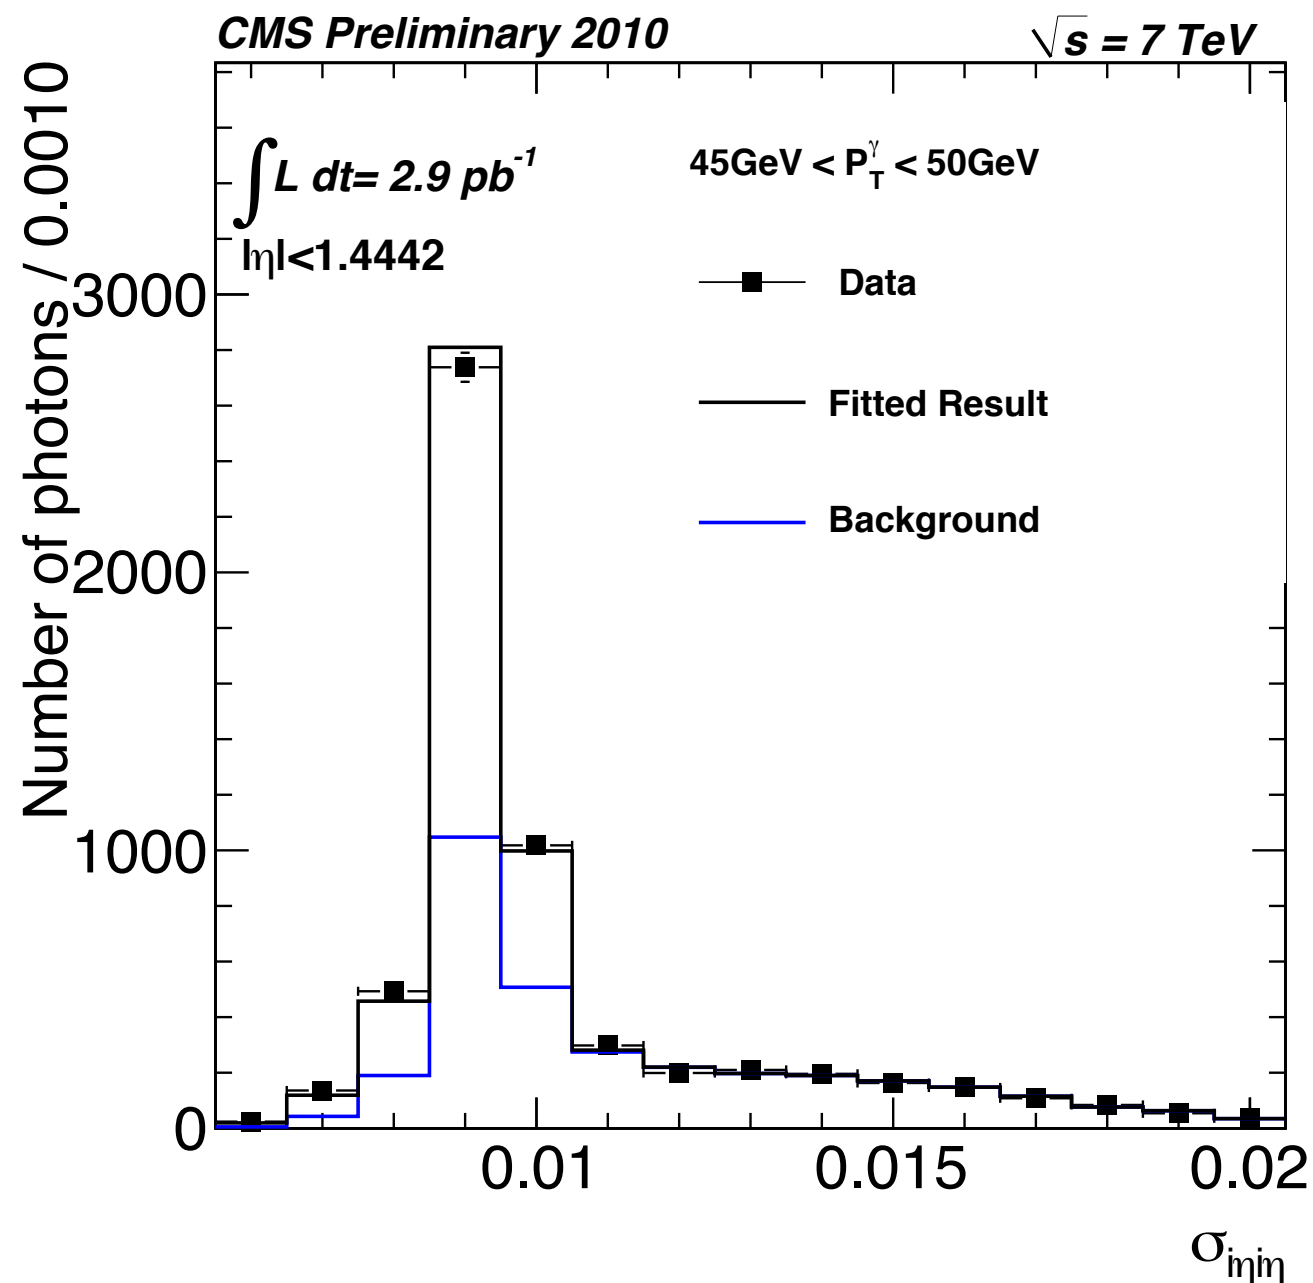 CMS Preliminary 2010
√s = 7 TeV
∫L dt= 2.9 pb⁻¹
|η|<1.4442
45GeV < P_T^γ < 50GeV
Data
Fitted Result
Background
Number of photons / 0.0010
3000
2000
1000
0
0.01
0.015
0.02
σ_iηiη